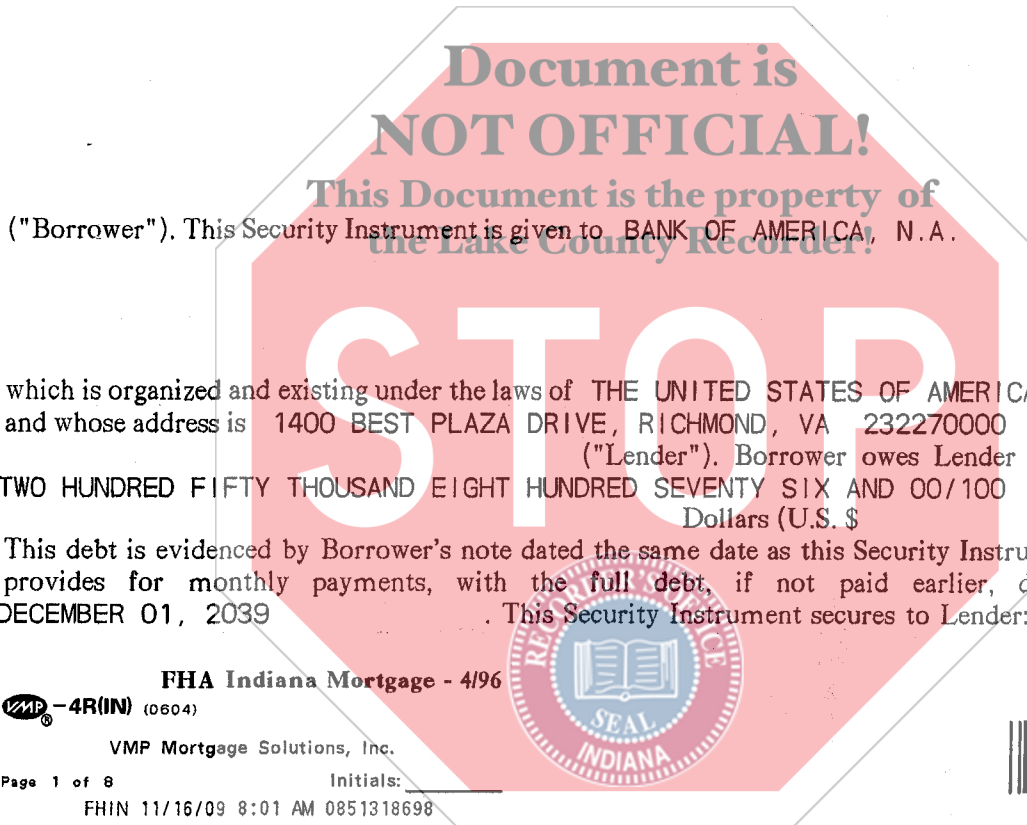 Document is
NOT OFFICIAL!
This Document is the property of
the Lake County Recorder!
("Borrower"). This Security Instrument is given to BANK OF AMERICA, N.A.
STOP
which is organized and existing under the laws of THE UNITED STATES OF AMERICA
and whose address is 1400 BEST PLAZA DRIVE, RICHMOND, VA 232270000
("Lender"). Borrower owes Lender
TWO HUNDRED FIFTY THOUSAND EIGHT HUNDRED SEVENTY SIX AND 00/100
Dollars (U.S. $
This debt is evidenced by Borrower's note dated the same date as this Security Instru
provides for monthly payments, with the full debt, if not paid earlier, d
DECEMBER 01, 2039 . This Security Instrument secures to Lender:
RECORDER'S OFFICE
SEAL
INDIANA
FHA Indiana Mortgage - 4/96
VMP® -4R(IN) (0604)
VMP Mortgage Solutions, Inc.
Page 1 of 8 Initials:
FHIN 11/16/09 8:01 AM 0851318698